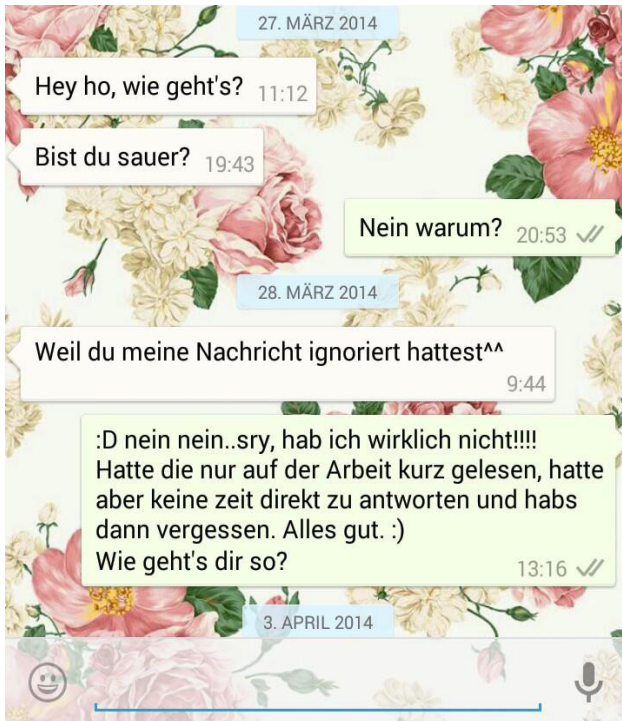 27. MÄRZ 2014
Hey ho, wie geht's? 11:12
Bist du sauer? 19:43
Nein warum? 20:53
28. MÄRZ 2014
Weil du meine Nachricht ignoriert hattest^^
9:44
:D nein nein..sry, hab ich wirklich nicht!!!!
Hatte die nur auf der Arbeit kurz gelesen, hatte
aber keine zeit direkt zu antworten und habs
dann vergessen. Alles gut. :)
Wie geht's dir so? 13:16
3. APRIL 2014